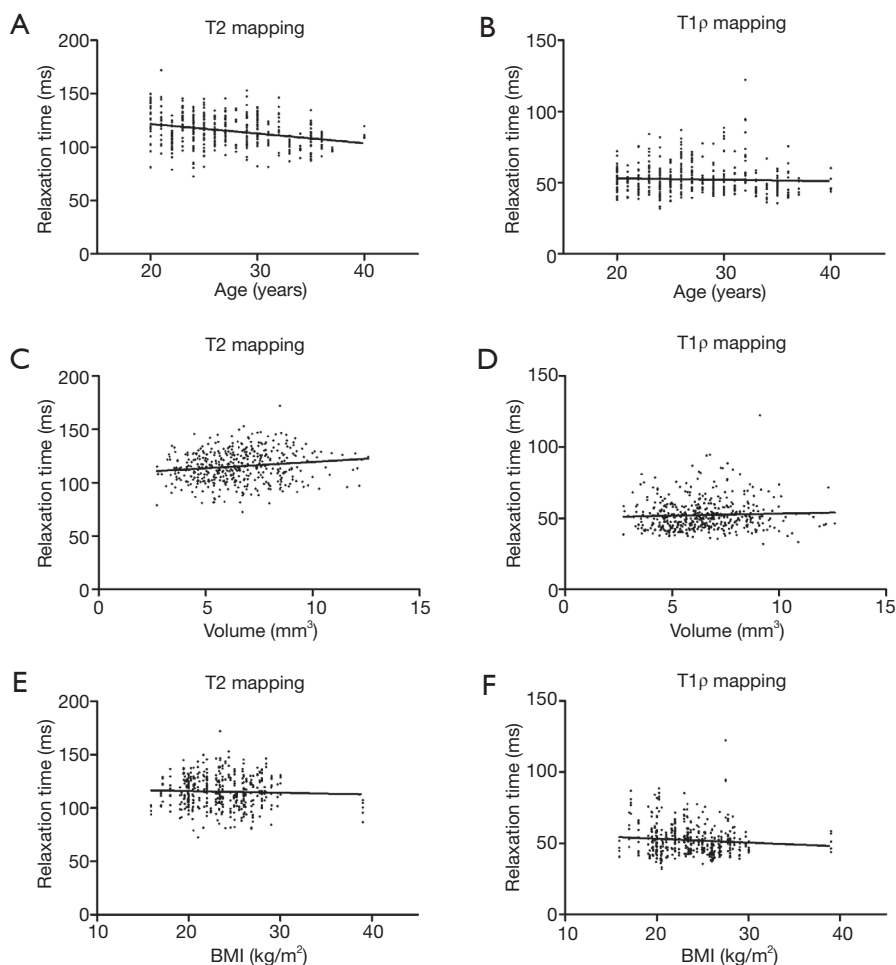 A
T2 mapping
200
150
100
50
0
Relaxation time (ms)
20 30 40
Age (years)
B
T1ρ mapping
150
100
50
0
Relaxation time (ms)
20 30 40
Age (years)
C
T2 mapping
200
150
100
50
0
Relaxation time (ms)
0 5 10 15
Volume (mm³)
D
T1ρ mapping
150
100
50
0
Relaxation time (ms)
0 5 10 15
Volume (mm³)
E
T2 mapping
200
150
100
50
0
Relaxation time (ms)
10 20 30 40
BMI (kg/m²)
F
T1ρ mapping
150
100
50
0
Relaxation time (ms)
10 20 30 40
BMI (kg/m²)